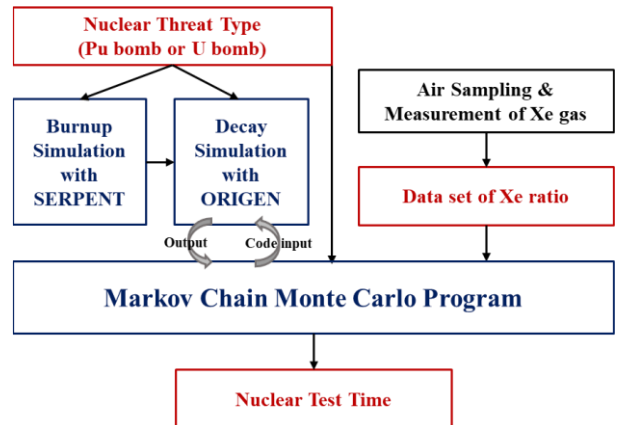 Nuclear Threat Type
(Pu bomb or U bomb)
Air Sampling &
Measurement of Xe gas
Burnup
Simulation
with
SERPENT
Decay
Simulation
with
ORIGEN
Data set of Xe ratio
Output
Code input
Markov Chain Monte Carlo Program
Nuclear Test Time